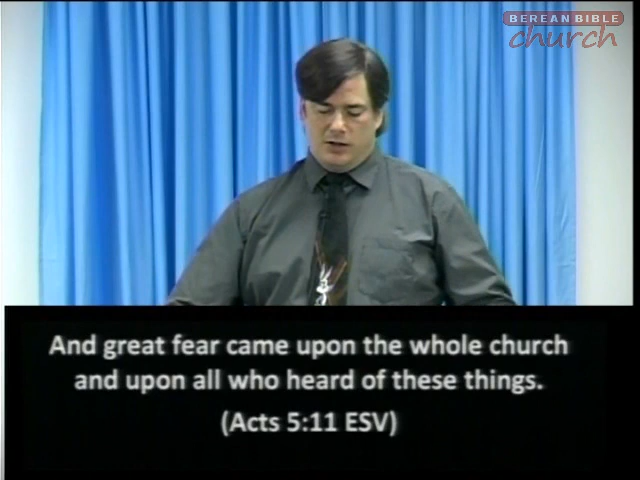 BEREAN BIBLE
church
And great fear came upon the whole church
and upon all who heard of these things.
(Acts 5:11 ESV)